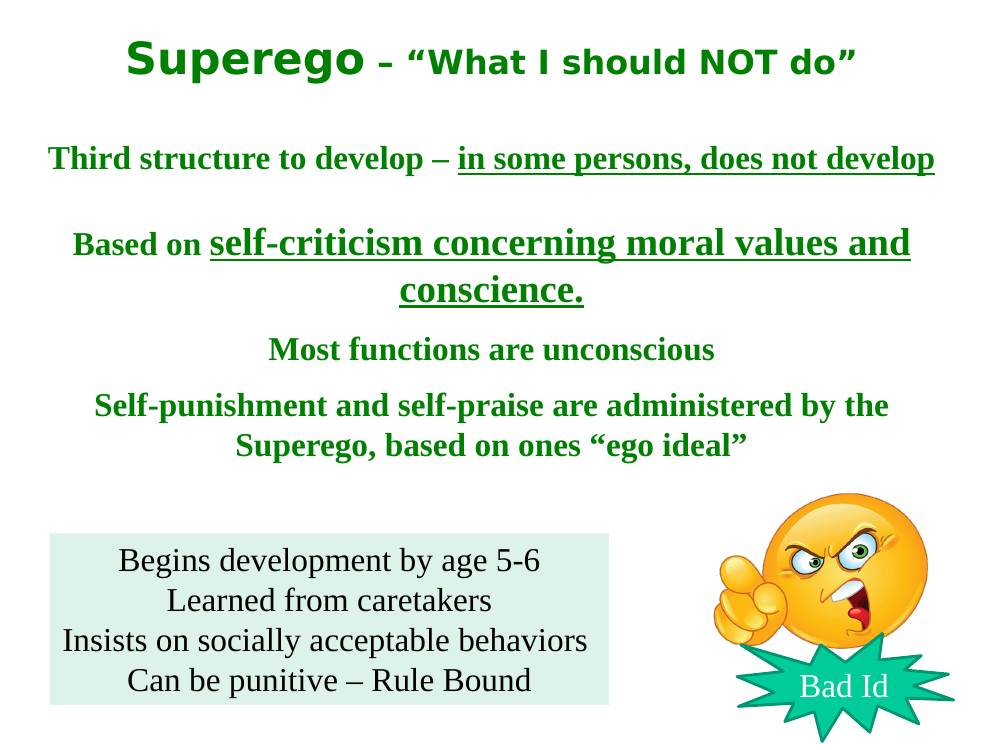 Superego – “What I should NOT do”
Third structure to develop – in some persons, does not develop
Based on self-criticism concerning moral values and
conscience.
Most functions are unconscious
Self-punishment and self-praise are administered by the
Superego, based on ones “ego ideal”
Begins development by age 5-6
Learned from caretakers
Insists on socially acceptable behaviors
Can be punitive – Rule Bound
Bad Id